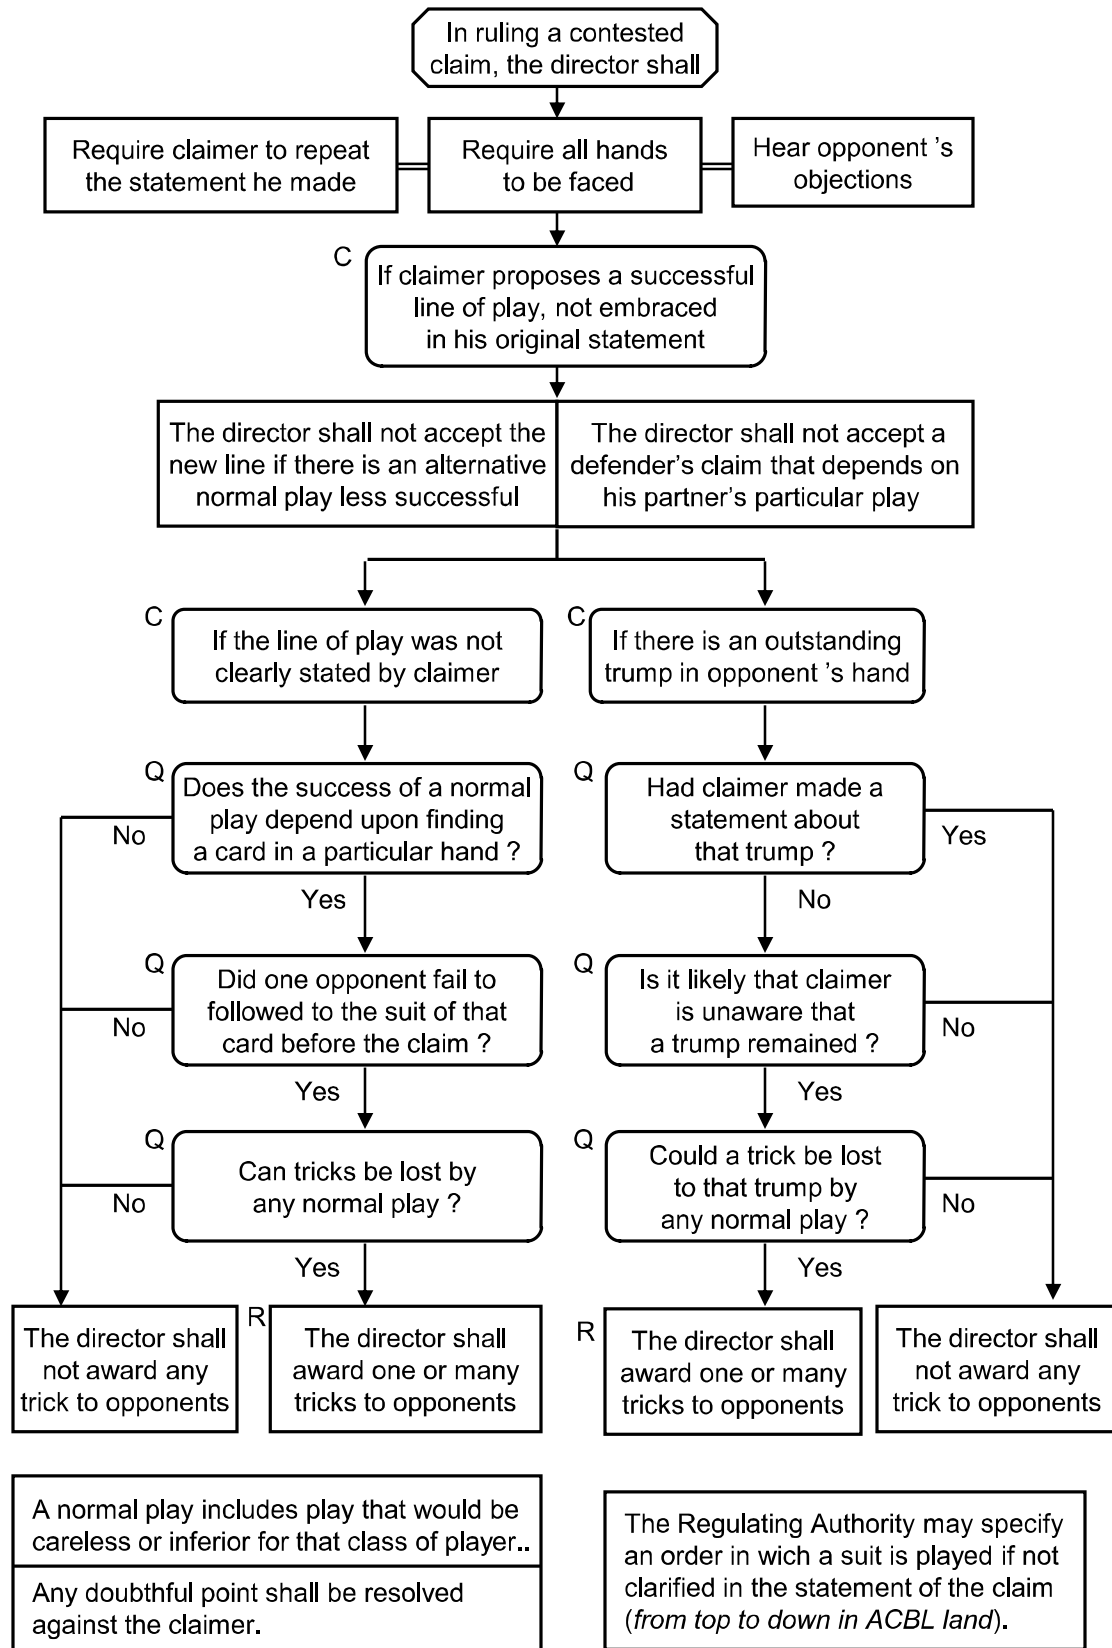 In ruling a contested
claim, the director shall
Require claimer to repeat
the statement he made
Require all hands
to be faced
Hear opponent 's
objections
C
If claimer proposes a successful
line of play, not embraced
in his original statement
The director shall not accept the
new line if there is an alternative
normal play less successful
The director shall not accept a
defender's claim that depends on
his partner's particular play
C
If the line of play was not
clearly stated by claimer
C
If there is an outstanding
trump in opponent 's hand
Q
Does the success of a normal
play depend upon finding
a card in a particular hand ?
No
Yes
Q
Had claimer made a
statement about
that trump ?
Yes
No
Q
Did one opponent fail to
followed to the suit of that
card before the claim ?
No
Yes
Q
Is it likely that claimer
is unaware that
a trump remained ?
No
Yes
Q
Can tricks be lost by
any normal play ?
No
Yes
Q
Could a trick be lost
to that trump by
any normal play ?
No
Yes
The director shall
not award any
trick to opponents
R
The director shall
award one or many
tricks to opponents
R
The director shall
award one or many
tricks to opponents
The director shall
not award any
trick to opponents
A normal play includes play that would be
careless or inferior for that class of player..
Any doubthful point shall be resolved
against the claimer.
The Regulating Authority may specify
an order in wich a suit is played if not
clarified in the statement of the claim
(from top to down in ACBL land).